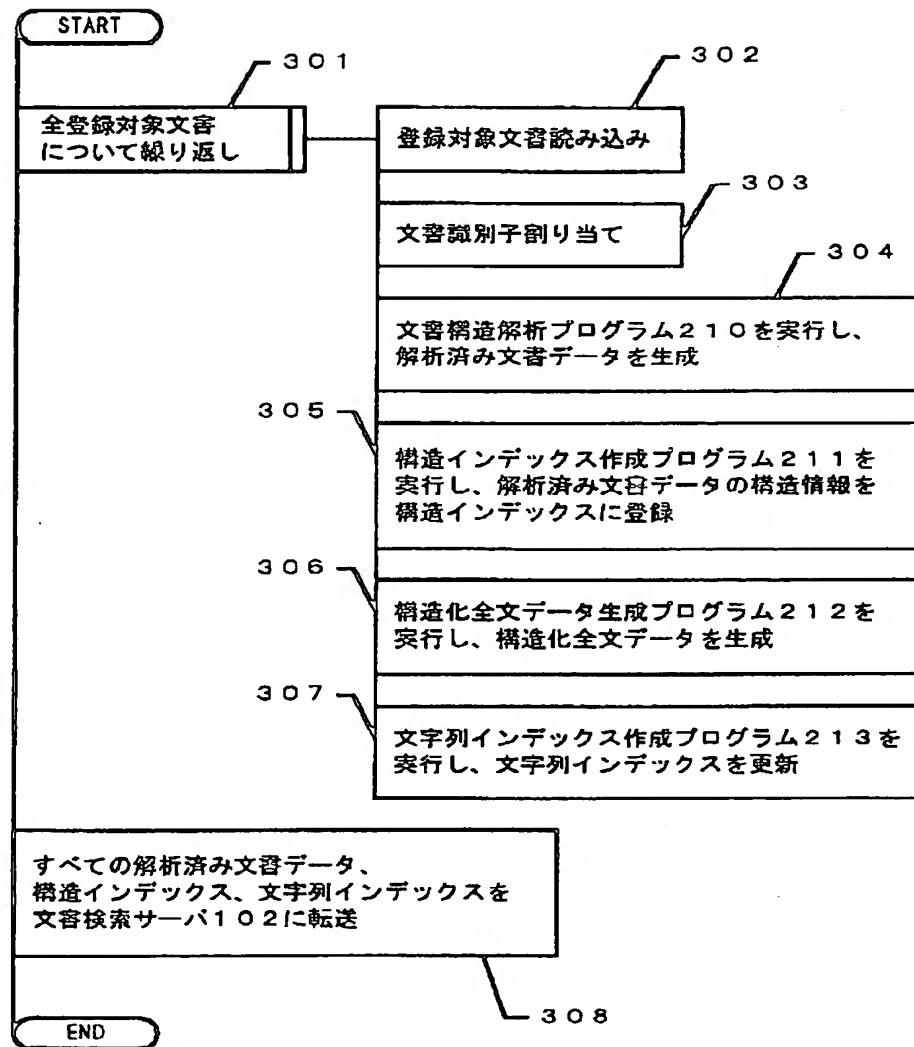 START
301
全登録対象文書
について繰り返し
302
登録対象文書読み込み
303
文書識別子割り当て
304
文書構造解析プログラム210を実行し、
解析済み文書データを生成
305
構造インデックス作成プログラム211を
実行し、解析済み文書データの構造情報を
構造インデックスに登録
306
構造化全文データ生成プログラム212を
実行し、構造化全文データを生成
307
文字列インデックス作成プログラム213を
実行し、文字列インデックスを更新
すべての解析済み文書データ、
構造インデックス、文字列インデックスを
文書検索サーバ102に転送
308
END